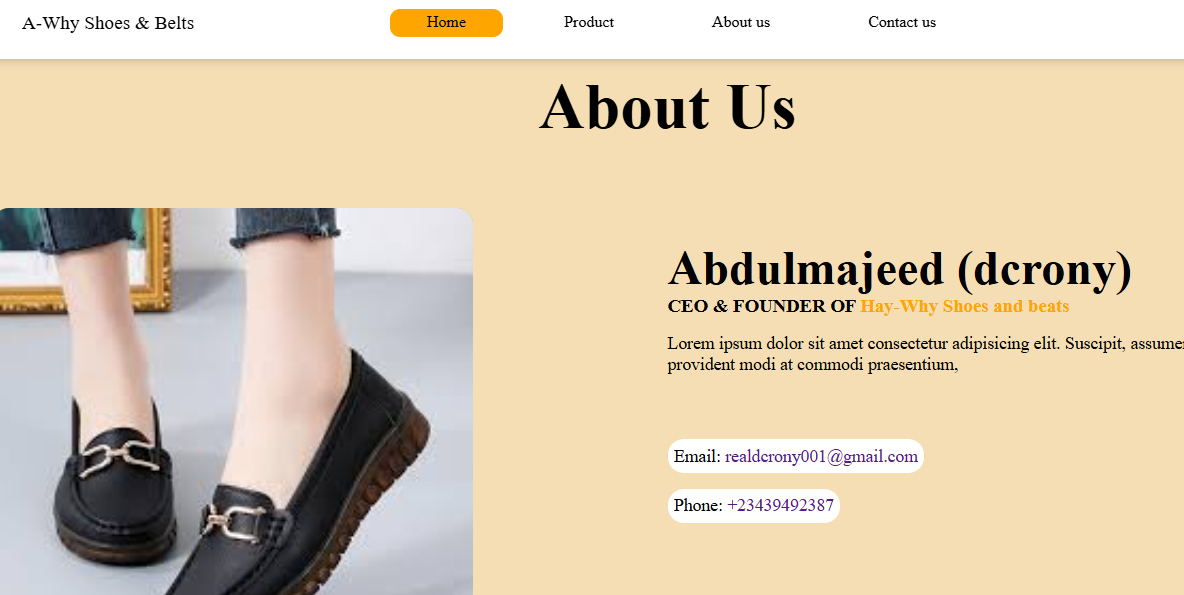 A-Why Shoes & Belts
Home
Product
About us
Contact us
About Us
Abdulmajeed (dcrony)
CEO & FOUNDER OF Hay-Why Shoes and beats
Lorem ipsum dolor sit amet consectetur adipisicing elit. Suscipit,
provident modi at commodi praesentium,
Email: realdcrony001@gmail.com
Phone: +23439492387